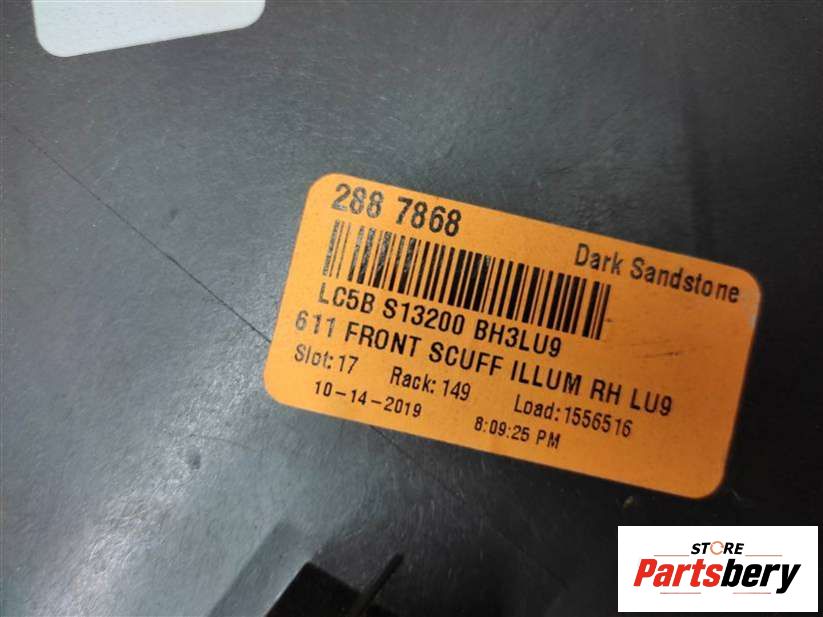 288 7868
Dark Sandstone
LC5B S13200 BH3LU9
611 FRONT SCUFF ILLUM RH LU9
Slot:17 Rack:149 Load:1556516
10-14-2019 8:09:25 PM
STORE
Partsbery